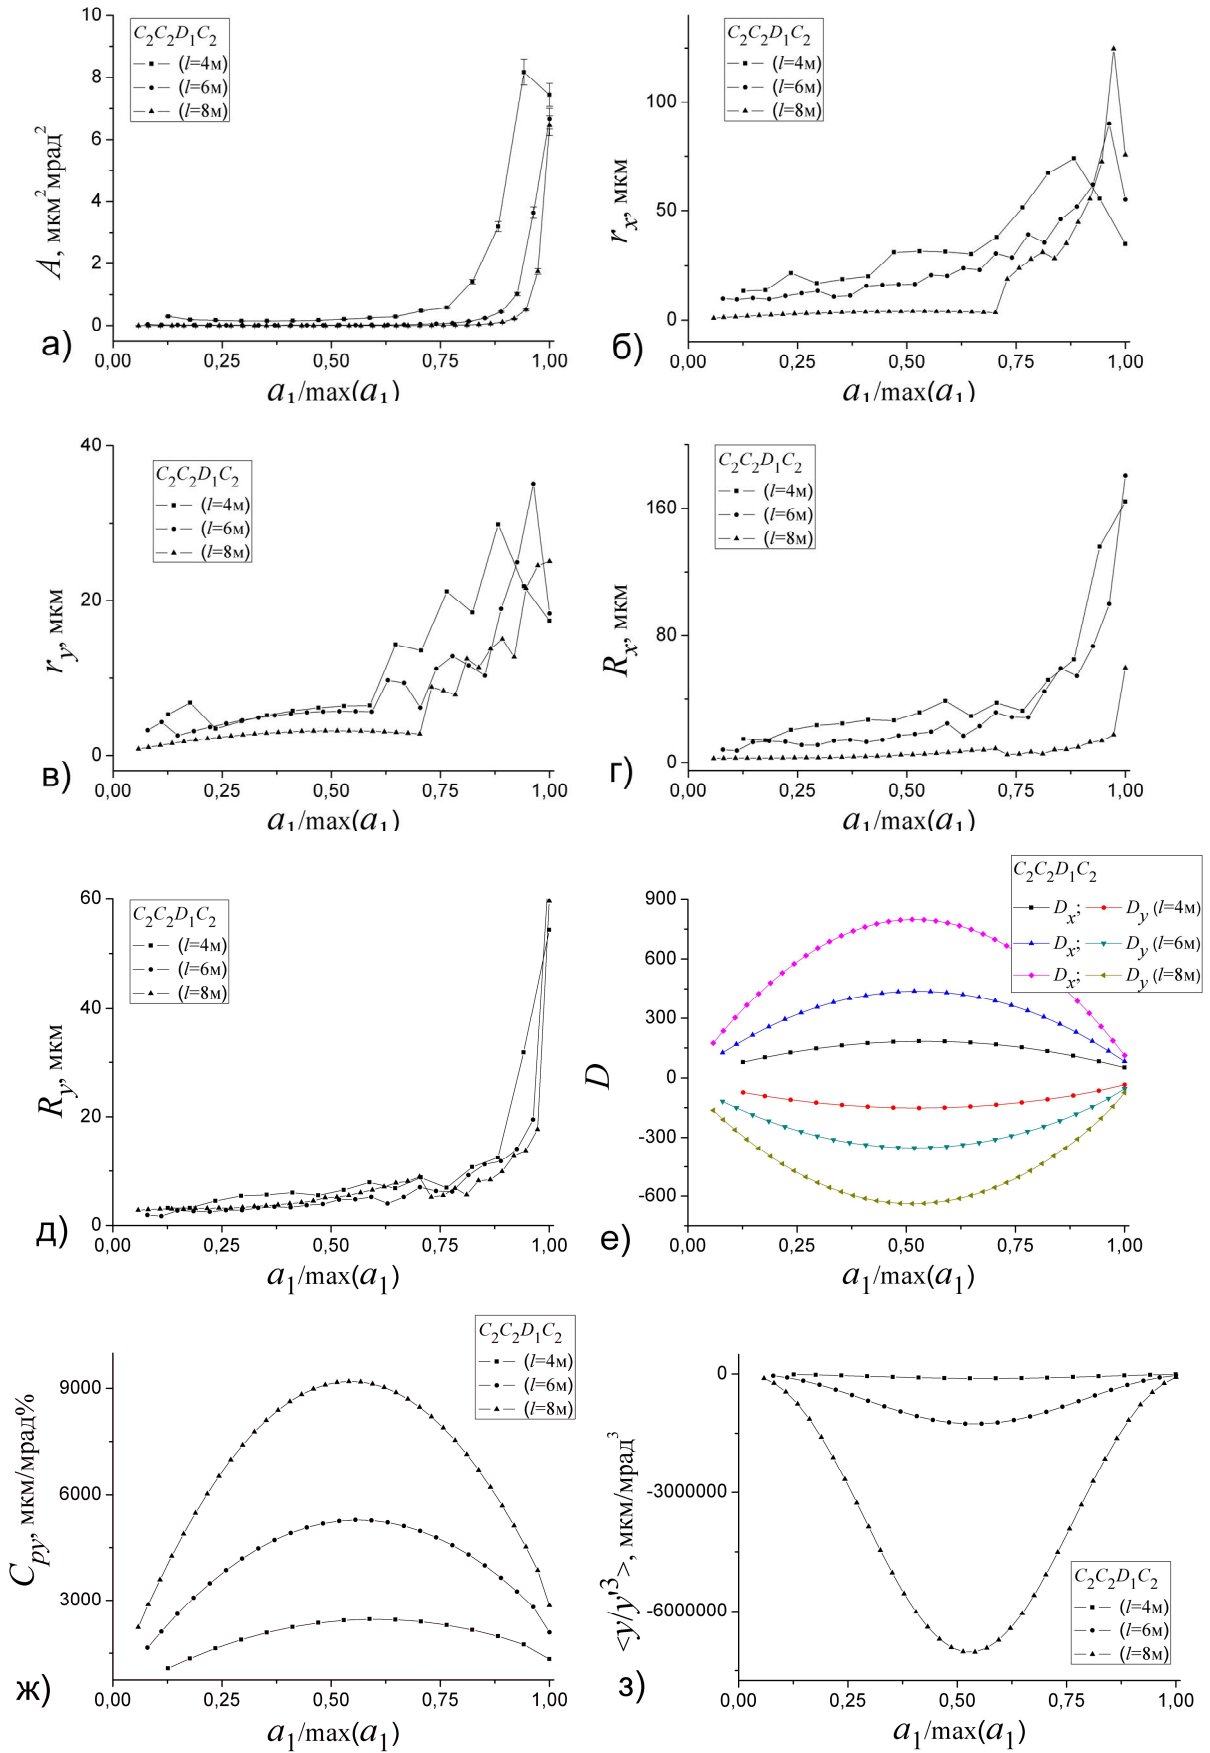 10
8
6
4
2
0
A, мкм²мрад²
C₂C₂D₁C₂
(l=4м)
(l=6м)
(l=8м)
0,00 0,25 0,50 0,75 1,00
а)
a₁/max(a₁)
100
50
0
r_x, мкм
C₂C₂D₁C₂
(l=4м)
(l=6м)
(l=8м)
0,00 0,25 0,50 0,75 1,00
б)
a₁/max(a₁)
40
20
0
r_y, мкм
C₂C₂D₁C₂
(l=4м)
(l=6м)
(l=8м)
0,00 0,25 0,50 0,75 1,00
в)
a₁/max(a₁)
160
80
0
R_x, мкм
C₂C₂D₁C₂
(l=4м)
(l=6м)
(l=8м)
0,00 0,25 0,50 0,75 1,00
г)
a₁/max(a₁)
60
40
20
0
R_y, мкм
C₂C₂D₁C₂
(l=4м)
(l=6м)
(l=8м)
0,00 0,25 0,50 0,75 1,00
д)
a₁/max(a₁)
900
600
300
0
-300
-600
D
C₂C₂D₁C₂
D_x; D_y (l=4м)
D_x; D_y (l=6м)
D_x; D_y (l=8м)
0,00 0,25 0,50 0,75 1,00
е)
a₁/max(a₁)
9000
6000
3000
C_py, мкм/мрад%
C₂C₂D₁C₂
(l=4м)
(l=6м)
(l=8м)
0,00 0,25 0,50 0,75 1,00
ж)
a₁/max(a₁)
0
-3000000
-6000000
<y/y'³>, мкм/мрад³
C₂C₂D₁C₂
(l=4м)
(l=6м)
(l=8м)
0,00 0,25 0,50 0,75 1,00
з)
a₁/max(a₁)